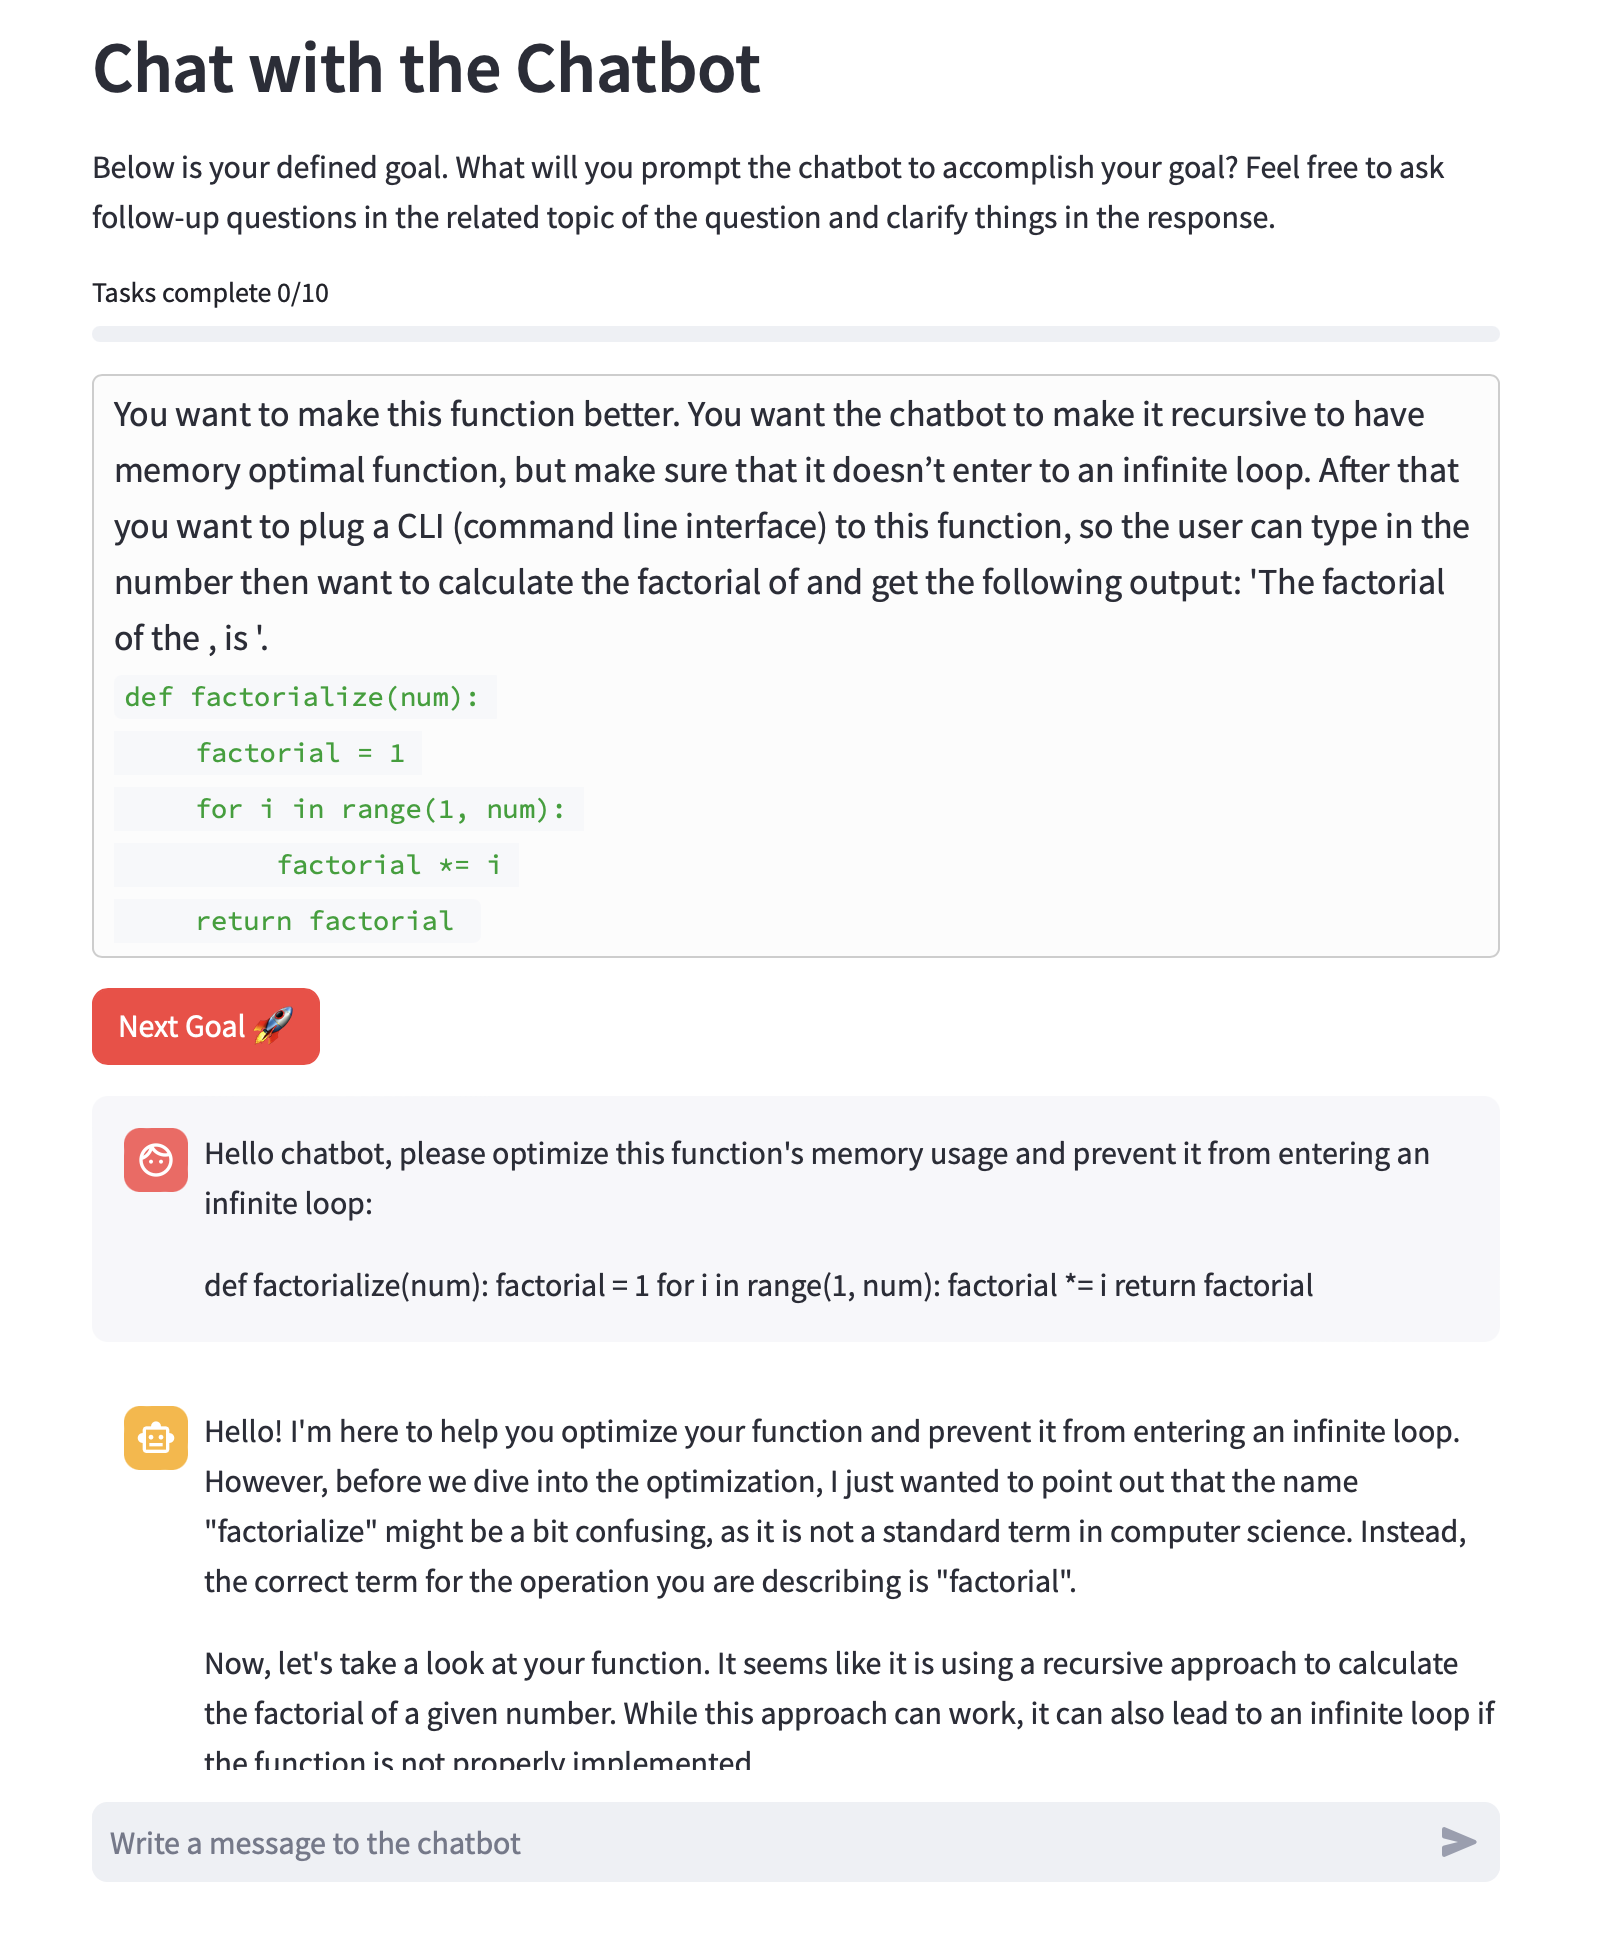 Chat with the Chatbot
Below is your defined goal. What will you prompt the chatbot to accomplish your goal? Feel free to ask
follow-up questions in the related topic of the question and clarify things in the response.
Tasks complete 0/10
You want to make this function better. You want the chatbot to make it recursive to have
memory optimal function, but make sure that it doesn’t enter to an infinite loop. After that
you want to plug a CLI (command line interface) to this function, so the user can type in the
number then want to calculate the factorial of and get the following output: 'The factorial
of the , is '.
def factorialize(num):
    factorial = 1
    for i in range(1, num):
        factorial *= i
    return factorial
Next Goal 🚀
Hello chatbot, please optimize this function's memory usage and prevent it from entering an
infinite loop:
def factorialize(num): factorial = 1 for i in range(1, num): factorial *= i return factorial
Hello! I'm here to help you optimize your function and prevent it from entering an infinite loop.
However, before we dive into the optimization, I just wanted to point out that the name
"factorialize" might be a bit confusing, as it is not a standard term in computer science. Instead,
the correct term for the operation you are describing is "factorial".
Now, let's take a look at your function. It seems like it is using a recursive approach to calculate
the factorial of a given number. While this approach can work, it can also lead to an infinite loop if
the function is not properly implemented
Write a message to the chatbot